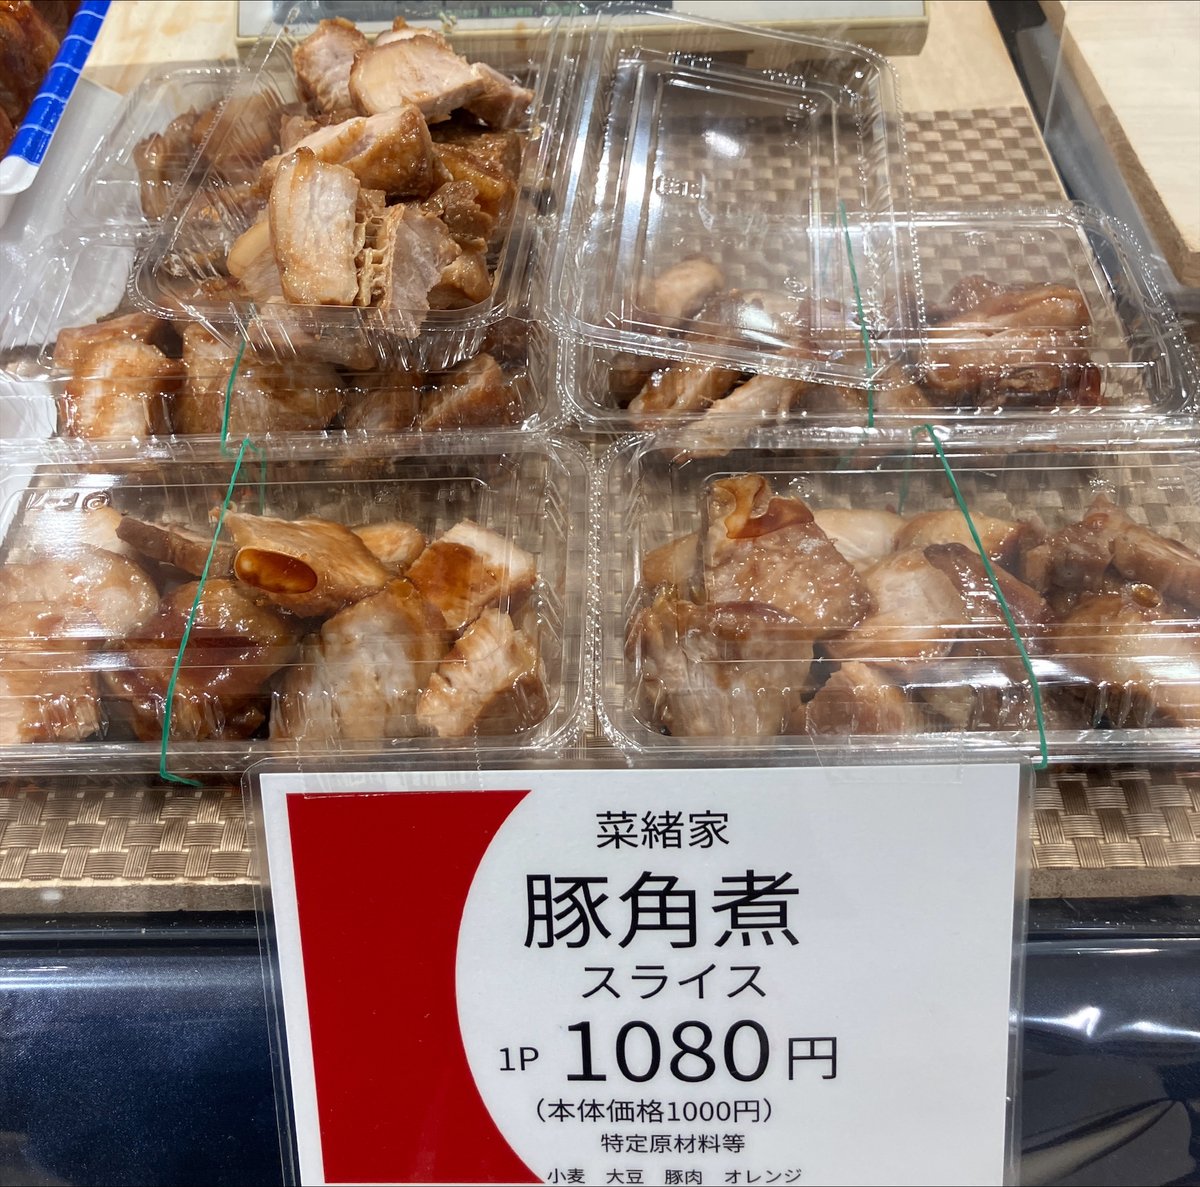 菜緒家
豚角煮
スライス
1P 1080円
(本体価格1000円)
特定原材料等
小麦 大豆 豚肉 オレンジ